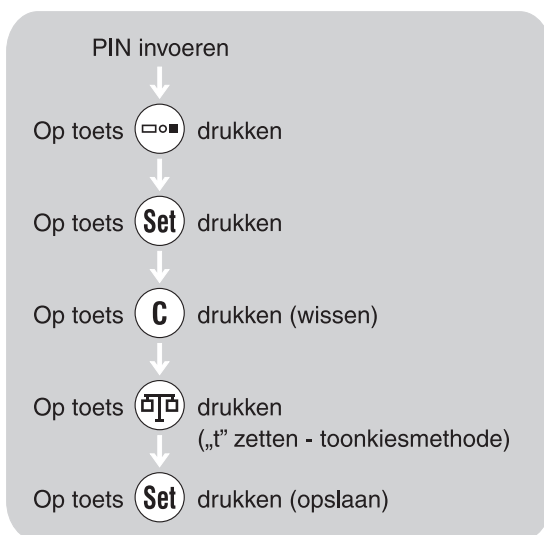 PIN invoeren
Op toets drukken
Op toets Set drukken
Op toets C drukken (wissen)
Op toets drukken
(„t” zetten - toonkiesmethode)
Op toets Set drukken (opslaan)